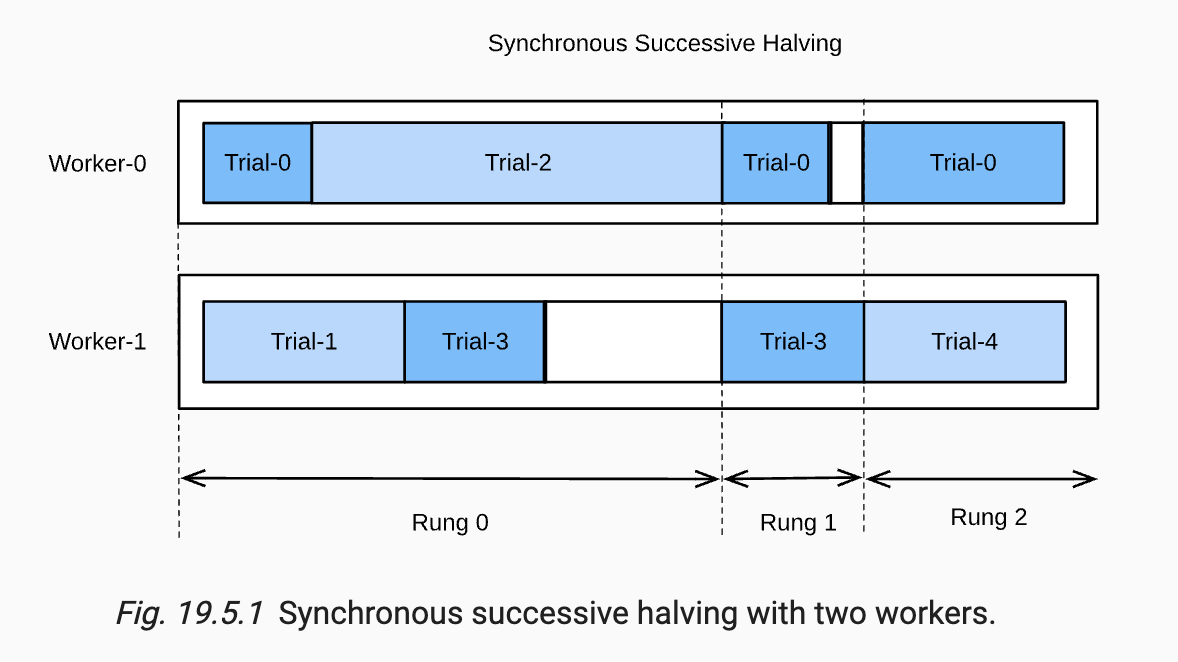 Synchronous Successive Halving
Worker-0
Trial-0
Trial-2
Trial-0
Trial-0
Worker-1
Trial-1
Trial-3
Trial-3
Trial-4
Rung 0
Rung 1
Rung 2
Fig. 19.5.1 Synchronous successive halving with two workers.